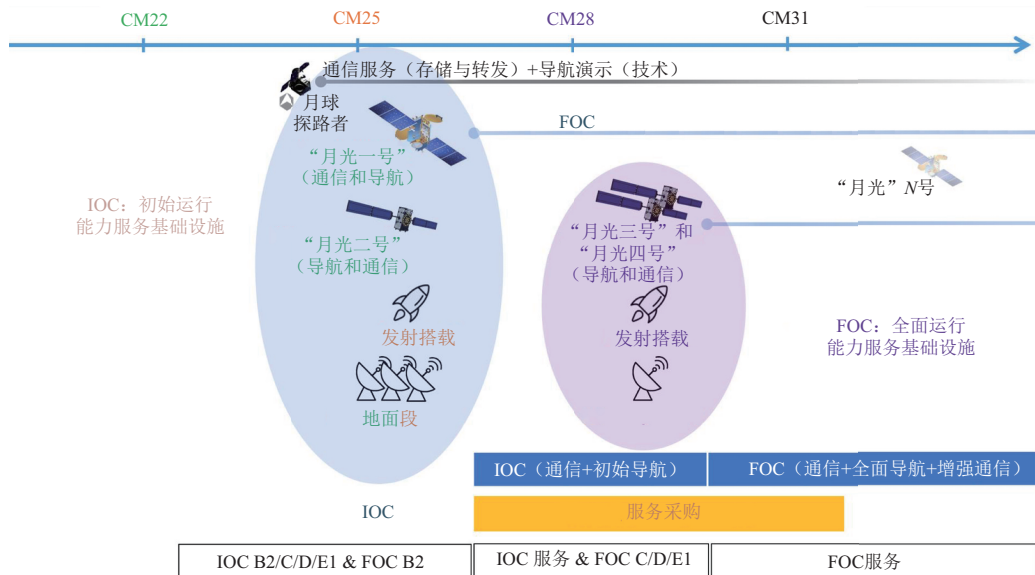 CM22
CM25
CM28
CM31
通信服务（存储与转发）+导航演示（技术）
月球
探路者
FOC
“月光一号”
（通信和导航）
“月光”N号
IOC：初始运行
能力服务基础设施
“月光二号”
（导航和通信）
“月光三号”和
“月光四号”
（导航和通信）
发射搭载
发射搭载
FOC：全面运行
能力服务基础设施
地面段
IOC（通信+初始导航）
FOC（通信+全面导航+增强通信）
IOC
服务采购
IOC B2/C/D/E1 & FOC B2
IOC 服务 & FOC C/D/E1
FOC服务